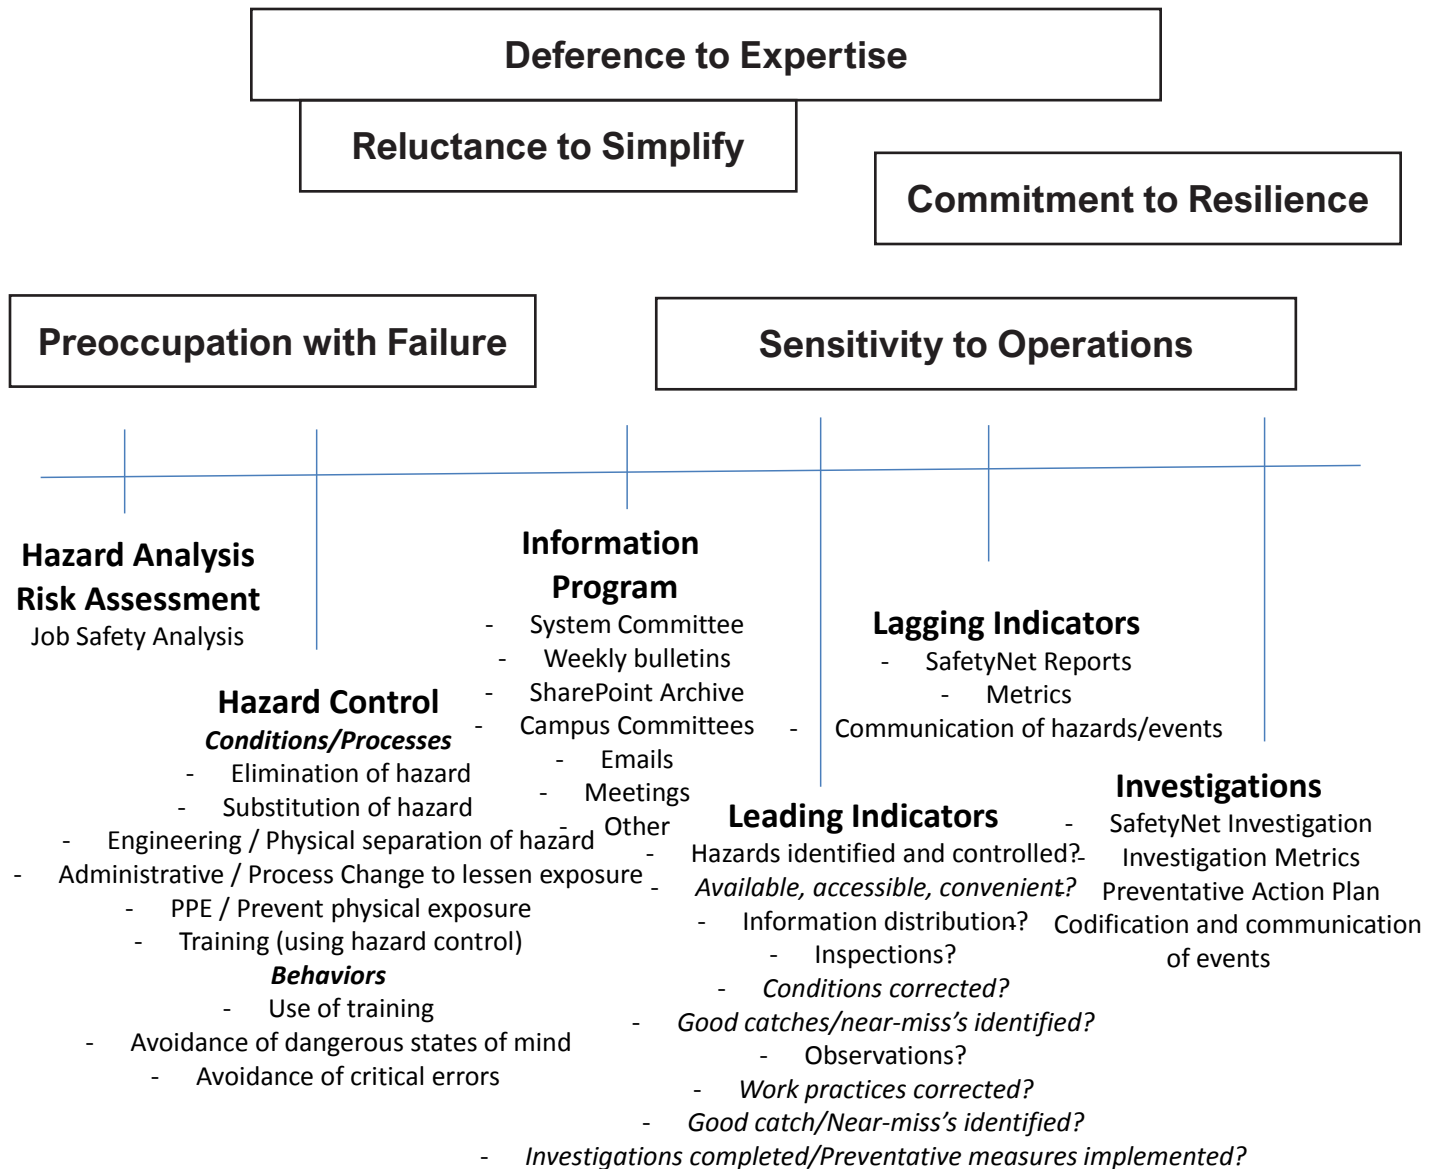 Deference to Expertise
Reluctance to Simplify
Commitment to Resilience
Preoccupation with Failure
Sensitivity to Operations
Hazard Analysis
Risk Assessment
Job Safety Analysis
Hazard Control
Conditions/Processes
- Elimination of hazard
- Substitution of hazard
- Engineering / Physical separation of hazard
- Administrative / Process Change to lessen exposure
- PPE / Prevent physical exposure
- Training (using hazard control)
Behaviors
- Use of training
- Avoidance of dangerous states of mind
- Avoidance of critical errors
Information
Program
- System Committee
- Weekly bulletins
- SharePoint Archive
- Campus Committees
- Emails
- Meetings
- Other
Leading Indicators
- Hazards identified and controlled?
- Available, accessible, convenient?
- Information distribution?
- Inspections?
- Conditions corrected?
- Good catches/near-miss's identified?
- Observations?
- Work practices corrected?
- Good catch/Near-miss's identified?
- Investigations completed/Preventative measures implemented?
Lagging Indicators
- SafetyNet Reports
- Metrics
- Communication of hazards/events
Investigations
- SafetyNet Investigation
- Investigation Metrics
- Preventative Action Plan
- Codification and communication
of events